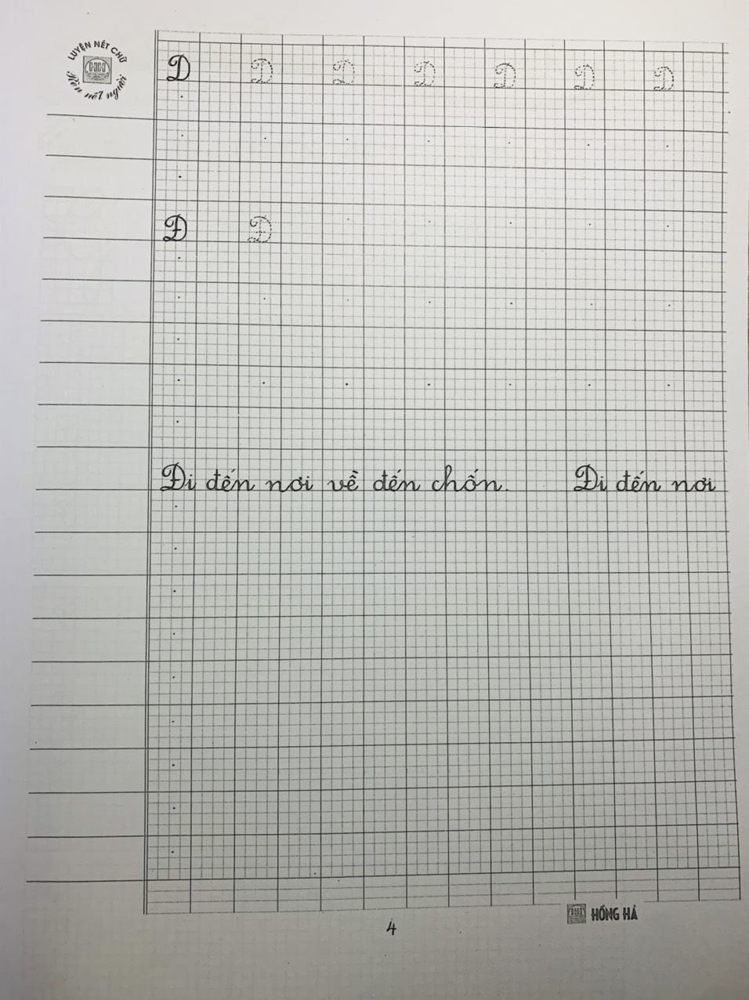 LUYỆN NÉT CHỮ
Rèn nết người
D D D D D D D
Đ Đ
Đi đến nơi về đến chốn. Đi đến nơi
HỒNG HÀ
4